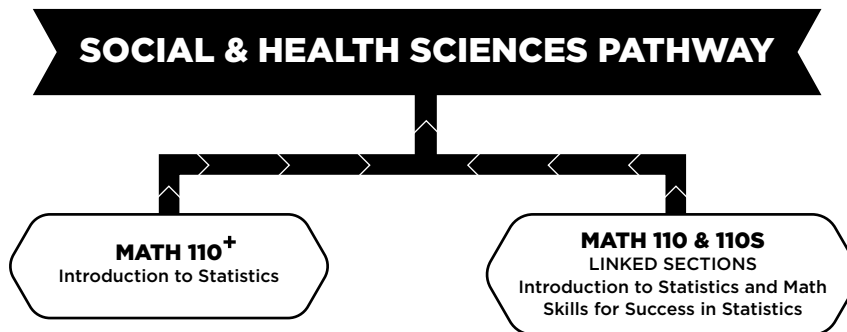 SOCIAL & HEALTH SCIENCES PATHWAY
MATH 110+
Introduction to Statistics
MATH 110 & 110S
LINKED SECTIONS
Introduction to Statistics and Math
Skills for Success in Statistics